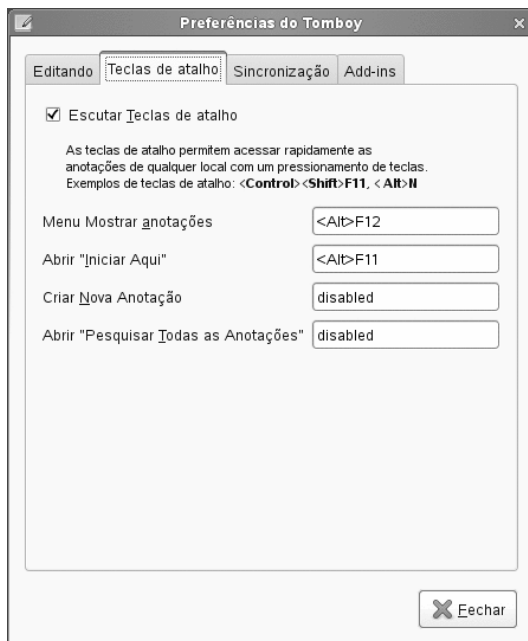 Preferências do Tomboy
Editando Teclas de atalho Sincronização Add-ins
Escutar Teclas de atalho
As teclas de atalho permitem acessar rapidamente as
anotações de qualquer local com um pressionamento de teclas.
Exemplos de teclas de atalho: <Control><Shift>F11, <Alt>N
Menu Mostrar anotações <Alt>F12
Abrir "Iniciar Aqui" <Alt>F11
Criar Nova Anotação disabled
Abrir "Pesquisar Todas as Anotações" disabled
Fechar